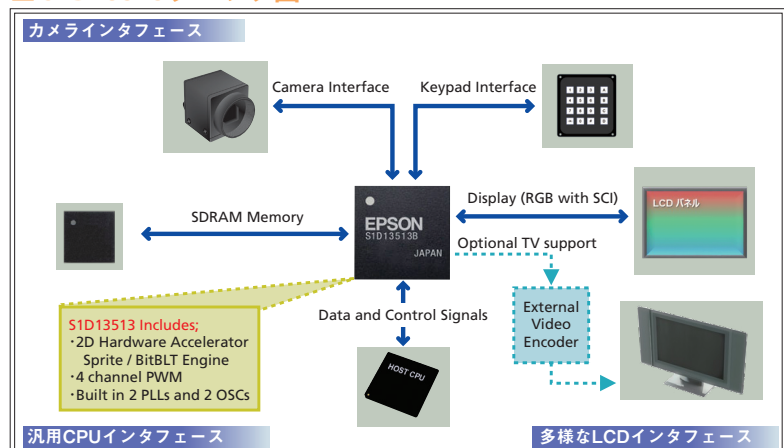 カメラインタフェース
Camera Interface
Keypad Interface
1 2 3
SDRAM Memory
EPSON
S1D13513B
JAPAN
Display (RGB with SCI)
LCD パネル
Optional TV support
S1D13513 Includes;
・2D Hardware Accelerator
Sprite / BitBLT Engine
・4 channel PWM
・Built in 2 PLLs and 2 OSCs
Data and Control Signals
HOST CPU
External
Video
Encoder
汎用CPUインタフェース
多様なLCDインタフェース